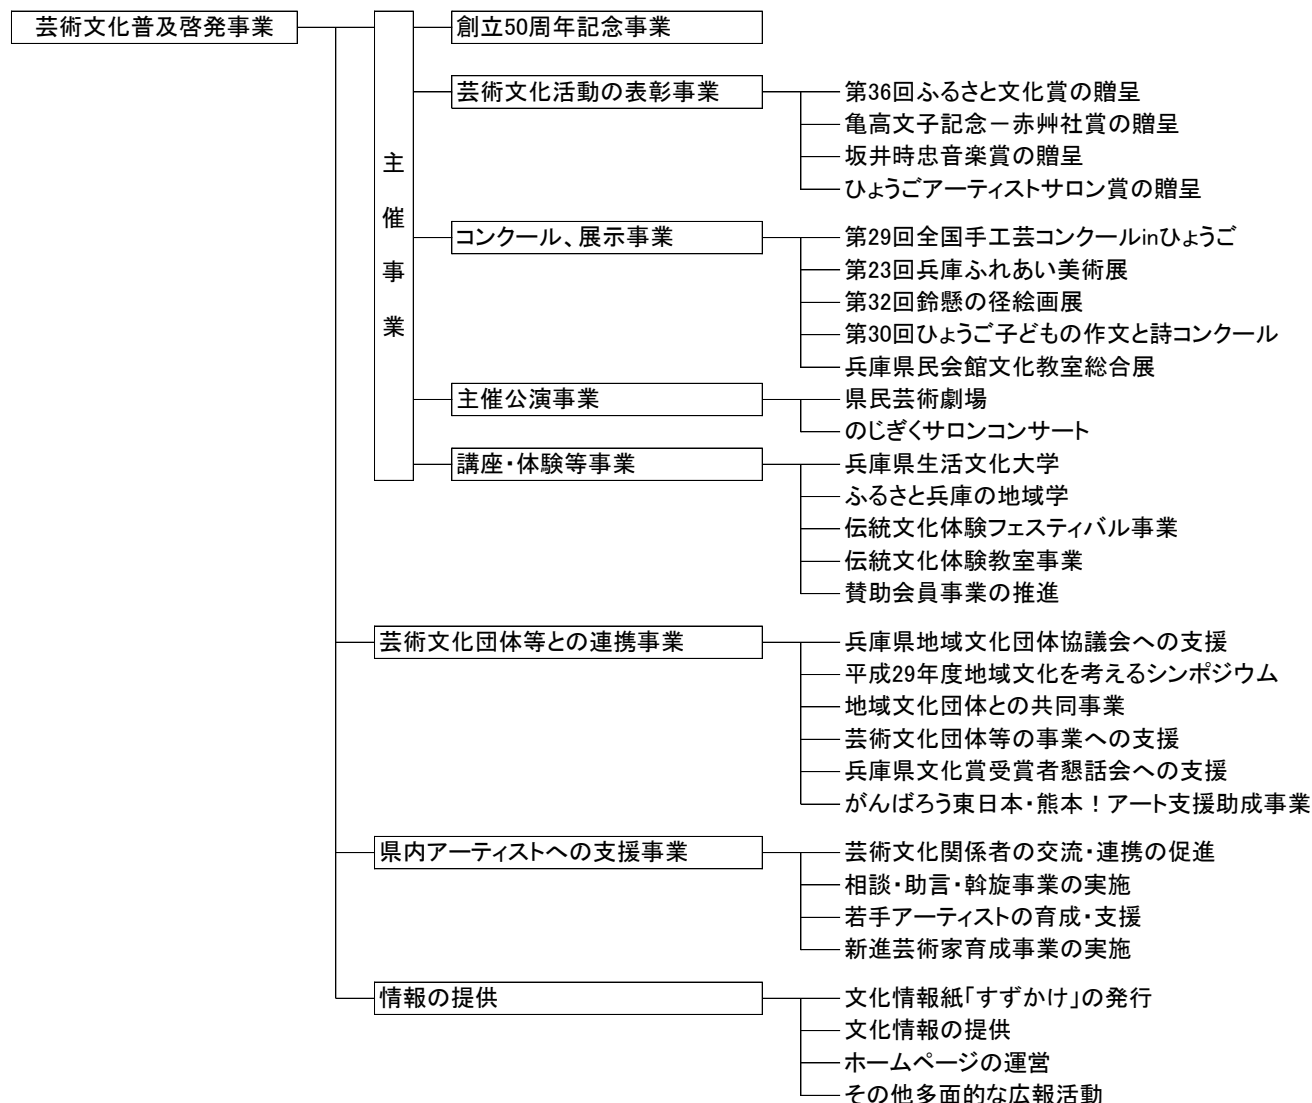 芸術文化普及啓発事業
主催事業
創立50周年記念事業
芸術文化活動の表彰事業
第36回ふるさと文化賞の贈呈
亀高文子記念－赤艸社賞の贈呈
坂井時忠音楽賞の贈呈
ひょうごアーティストサロン賞の贈呈
コンクール、展示事業
第29回全国手工芸コンクールinひょうご
第23回兵庫ふれあい美術展
第32回鈴懸の径絵画展
第30回ひょうご子どもの作文と詩コンクール
兵庫県民会館文化教室総合展
主催公演事業
県民芸術劇場
のじぎくサロンコンサート
講座・体験等事業
兵庫県生活文化大学
ふるさと兵庫の地域学
伝統文化体験フェスティバル事業
伝統文化体験教室事業
賛助会員事業の推進
芸術文化団体等との連携事業
兵庫県地域文化団体協議会への支援
平成29年度地域文化を考えるシンポジウム
地域文化団体との共同事業
芸術文化団体等の事業への支援
兵庫県文化賞受賞者懇話会への支援
がんばろう東日本・熊本！アート支援助成事業
県内アーティストへの支援事業
芸術文化関係者の交流・連携の促進
相談・助言・斡旋事業の実施
若手アーティストの育成・支援
新進芸術家育成事業の実施
情報の提供
文化情報紙「すずかけ」の発行
文化情報の提供
ホームページの運営
その他多面的な広報活動